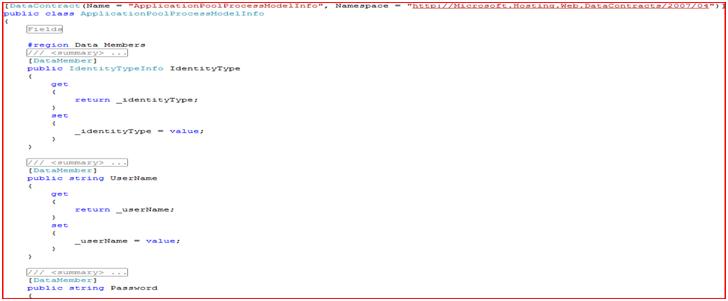 [DataContract(Name = "ApplicationPoolProcessModelInfo", Namespace = "http://Microsoft.Hosting.Web.DataContracts/2007/04")]
public class ApplicationPoolProcessModelInfo
{
Fields
#region Data Members
/// <summary> ...
[DataMember]
public IdentityTypeInfo IdentityType
{
get
{
return _identityType;
}
set
{
_identityType = value;
}
}
/// <summary> ...
[DataMember]
public string UserName
{
get
{
return _userName;
}
set
{
_userName = value;
}
}
/// <summary> ...
[DataMember]
public string Password
{